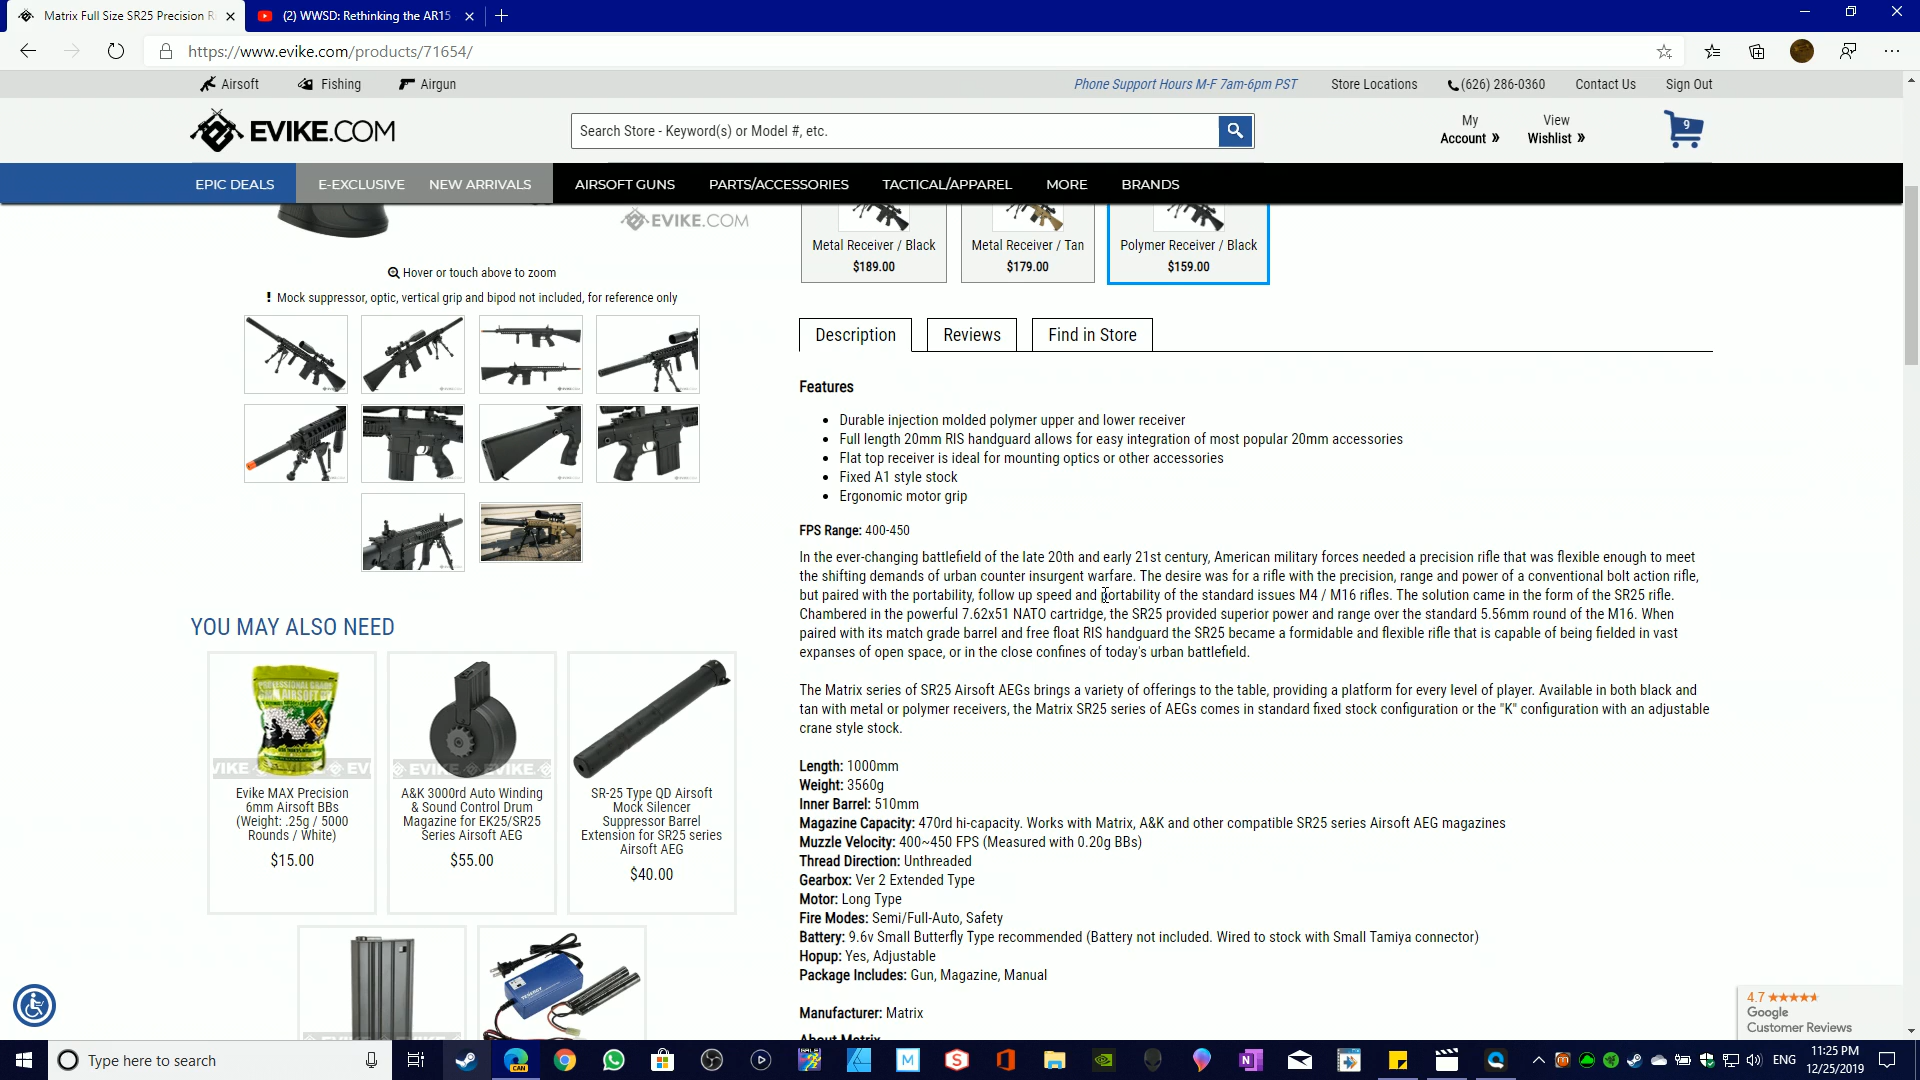 Matrix Full Size SR25 Precision R
(2) WWSD: Rethinking the AR15
https://www.evike.com/products/71654/
Airsoft
Fishing
Airgun
Phone Support Hours M-F 7am-6pm PST
Store Locations
(626) 286-0360
Contact Us
Sign Out
EVIKE.COM
Search Store - Keyword(s) or Model #, etc.
My Account »
View Wishlist »
9
EPIC DEALS
E-EXCLUSIVE
NEW ARRIVALS
AIRSOFT GUNS
PARTS/ACCESSORIES
TACTICAL/APPAREL
MORE
BRANDS
EVIKE.COM
Hover or touch above to zoom
! Mock suppressor, optic, vertical grip and bipod not included, for reference only
Metal Receiver / Black
$189.00
Metal Receiver / Tan
$179.00
Polymer Receiver / Black
$159.00
Description
Reviews
Find in Store
Features
Durable injection molded polymer upper and lower receiver
Full length 20mm RIS handguard allows for easy integration of most popular 20mm accessories
Flat top receiver is ideal for mounting optics or other accessories
Fixed A1 style stock
Ergonomic motor grip
FPS Range: 400-450
In the ever-changing battlefield of the late 20th and early 21st century, American military forces needed a precision rifle that was flexible enough to meet
the shifting demands of urban counter insurgent warfare. The desire was for a rifle with the precision, range and power of a conventional bolt action rifle,
but paired with the portability, follow up speed and portability of the standard issues M4 / M16 rifles. The solution came in the form of the SR25 rifle.
Chambered in the powerful 7.62x51 NATO cartridge, the SR25 provided superior power and range over the standard 5.56mm round of the M16. When
paired with its match grade barrel and free float RIS handguard the SR25 became a formidable and flexible rifle that is capable of being fielded in vast
expanses of open space, or in the close confines of today's urban battlefield.
The Matrix series of SR25 Airsoft AEGs brings a variety of offerings to the table, providing a platform for every level of player. Available in both black and
tan with metal or polymer receivers, the Matrix SR25 series of AEGs comes in standard fixed stock configuration or the "K" configuration with an adjustable
crane style stock.
Length: 1000mm
Weight: 3560g
Inner Barrel: 510mm
Magazine Capacity: 470rd hi-capacity. Works with Matrix, A&K and other compatible SR25 series Airsoft AEG magazines
Muzzle Velocity: 400~450 FPS (Measured with 0.20g BBs)
Thread Direction: Unthreaded
Gearbox: Ver 2 Extended Type
Motor: Long Type
Fire Modes: Semi/Full-Auto, Safety
Battery: 9.6v Small Butterfly Type recommended (Battery not included. Wired to stock with Small Tamiya connector)
Hopup: Yes, Adjustable
Package Includes: Gun, Magazine, Manual
Manufacturer: Matrix
About Matrix
YOU MAY ALSO NEED
Evike MAX Precision
6mm Airsoft BBs
(Weight: .25g / 5000
Rounds / White)
$15.00
A&K 3000rd Auto Winding
& Sound Control Drum
Magazine for EK25/SR25
Series Airsoft AEG
$55.00
SR-25 Type QD Airsoft
Mock Silencer
Suppressor Barrel
Extension for SR25 series
Airsoft AEG
$40.00
4.7
Google
Customer Reviews
Type here to search
CAN
ENG
11:25 PM
12/25/2019